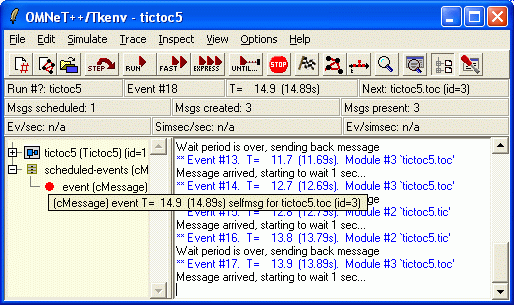 OMNeT++/Tkenv - tictoc5
File Edit Simulate Trace Inspect View Options Help
STEP RUN FAST EXPRESS UNTIL... STOP
Run #?: tictoc5 Event #18 T= 14.9 (14.89s) Next: tictoc5.toc (id=3)
Msgs scheduled: 1 Msgs created: 3 Msgs present: 3
Ev/sec: n/a Simsec/sec: n/a Ev/simsec: n/a
tictoc5 (Tictoc5) (id=1
scheduled-events (cM
event (cMessage)
Wait period is over, sending back message
** Event #13. T= 11.7 (11.69s). Module #3 `tictoc5.toc'
Message arrived, starting to wait 1 sec...
** Event #14. T= 12.7 (12.69s). Module #3 `tictoc5.toc'
(cMessage) event T= 14.9 (14.89s) selfmsg for tictoc5.toc (id=3)
** Event #15. T= 12.8 (12.79s). Module #2 `tictoc5.tic'
Message arrived, starting to wait 1 sec...
** Event #16. T= 13.8 (13.79s). Module #2 `tictoc5.tic'
Wait period is over, sending back message
** Event #17. T= 13.9 (13.89s). Module #3 `tictoc5.toc'
Message arrived, starting to wait 1 sec...